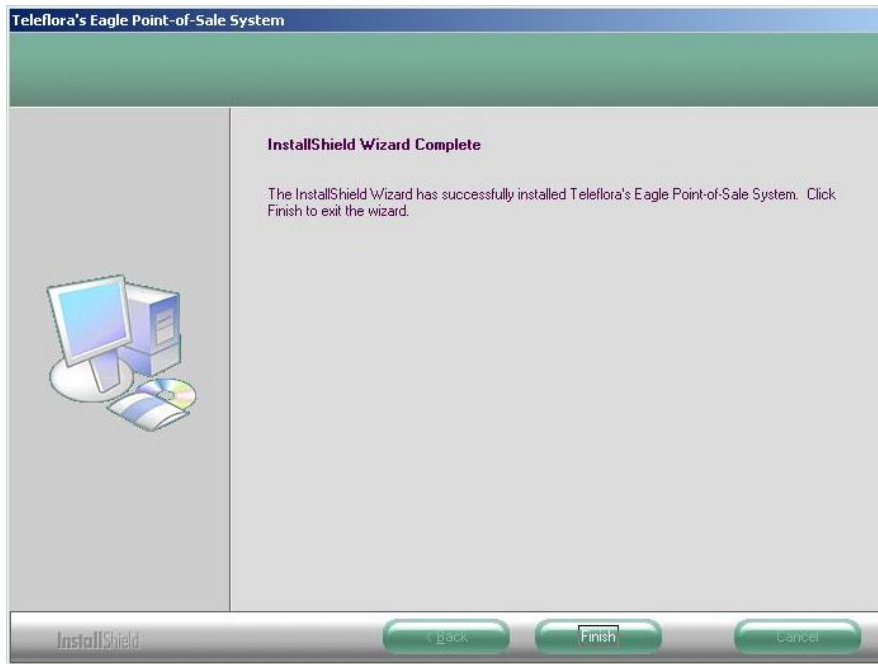 Teleflora's Eagle Point-of-Sale System
InstallShield Wizard Complete
The InstallShield Wizard has successfully installed Teleflora's Eagle Point-of-Sale System. Click
Finish to exit the wizard.
InstallShield
< Back
Finish
Cancel